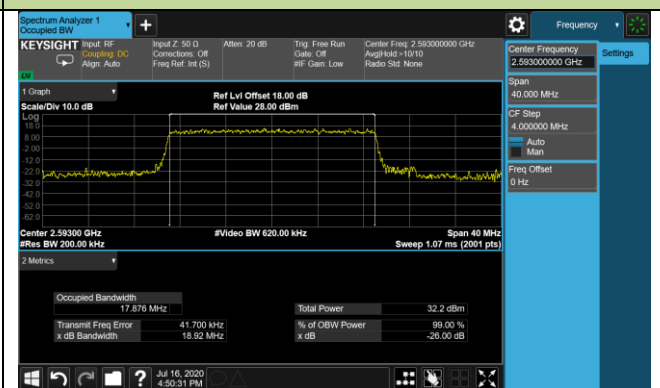 Spectrum Analyzer 1
Occupied BW
Frequency
KEYSIGHT
Input: RF
Coupling: DC
Align: Auto
Input Z: 50 Ω
Corrections: Off
Freq Ref: Int (S)
Atten: 20 dB
Trig: Free Run
Gate: Off
#IF Gain: Low
Center Freq: 2.593000000 GHz
Avg|Hold:>10/10
Radio Std: None
Center Frequency
2.593000000 GHz
Settings
Span
40.000 MHz
CF Step
4.000000 MHz
Auto
Man
Freq Offset
0 Hz
1 Graph
Scale/Div 10.0 dB
Ref Lvl Offset 18.00 dB
Ref Value 28.00 dBm
Log
18.0
8.00
-2.00
-12.0
-22.0
-32.0
-42.0
-52.0
-62.0
Center 2.59300 GHz
#Video BW 620.00 kHz
Span 40 MHz
#Res BW 200.00 kHz
Sweep 1.07 ms (2001 pts)
2 Metrics
Occupied Bandwidth
17.876 MHz
Total Power
32.2 dBm
Transmit Freq Error
41.700 kHz
% of OBW Power
99.00 %
x dB Bandwidth
18.92 MHz
x dB
-26.00 dB
?
Jul 16, 2020
4:50:31 PM